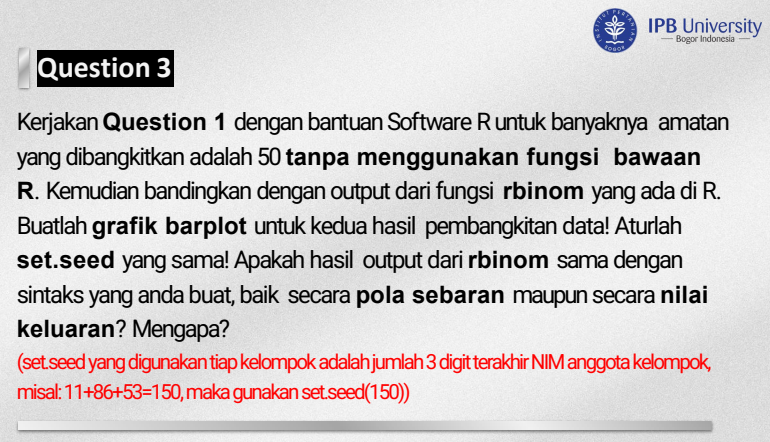 IPB University
Bogor Indonesia
Question 3
Kerjakan Question 1 dengan bantuan Software R untuk banyaknya amatan
yang dibangkitkan adalah 50 tanpa menggunakan fungsi bawaan
R. Kemudian bandingkan dengan output dari fungsi rbinom yang ada di R.
Buatlah grafik barplot untuk kedua hasil pembangkitan data! Aturlah
set.seed yang sama! Apakah hasil output dari rbinom sama dengan
sintaks yang anda buat, baik secara pola sebaran maupun secara nilai
keluaran? Mengapa?
(set.seed yang digunakan tiap kelompok adalah jumlah 3 digit terakhir NIM anggota kelompok,
misal: 11+86+53=150, maka gunakan set.seed(150))